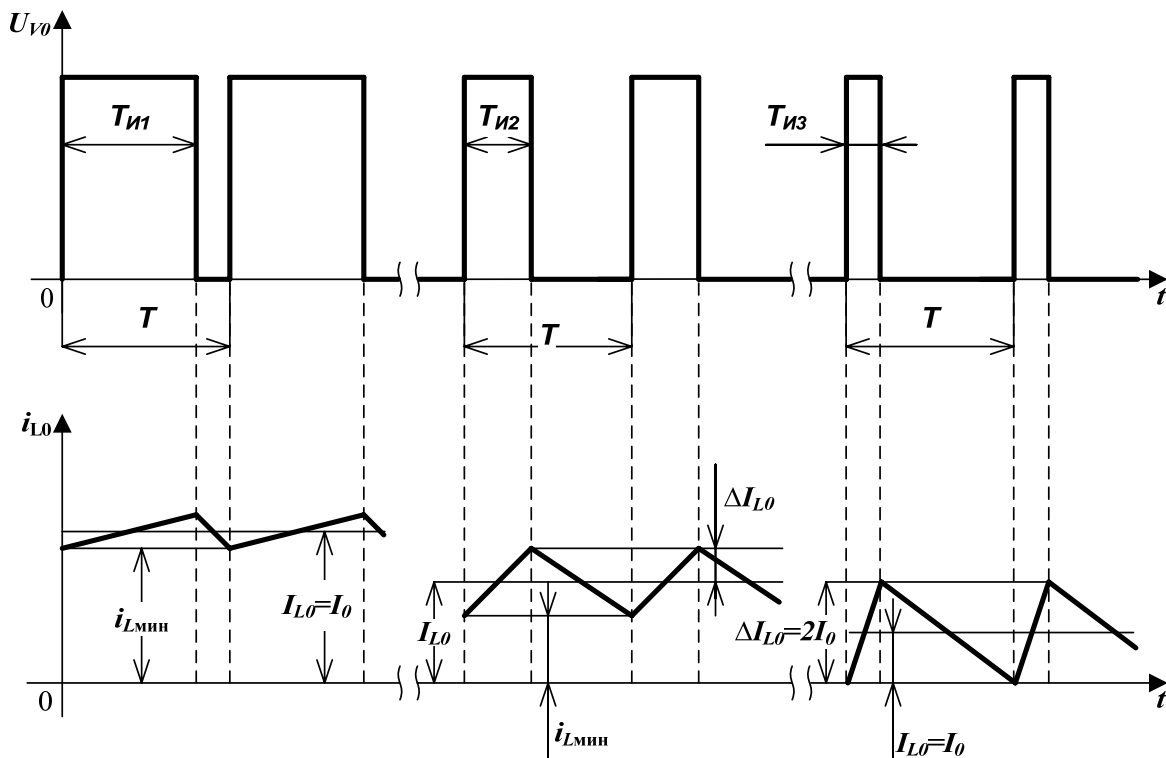 U_V0
T_И1
T_И2
T_И3
0
t
T
T
T
i_L0
ΔI_L0
i_Lмин
I_L0=I_0
I_L0
ΔI_L0=2I_0
0
t
i_Lмин
I_L0=I_0